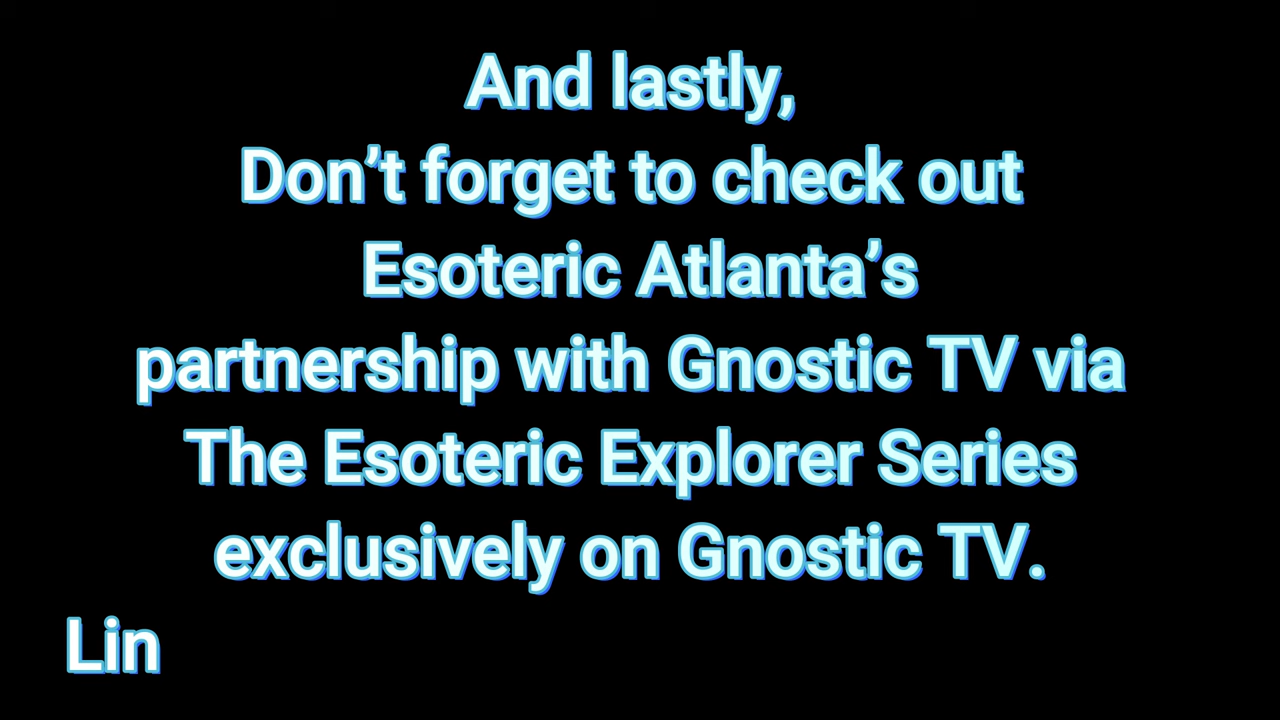 And lastly,
Don’t forget to check out
Esoteric Atlanta’s
partnership with Gnostic TV via
The Esoteric Explorer Series
exclusively on Gnostic TV.
Lin